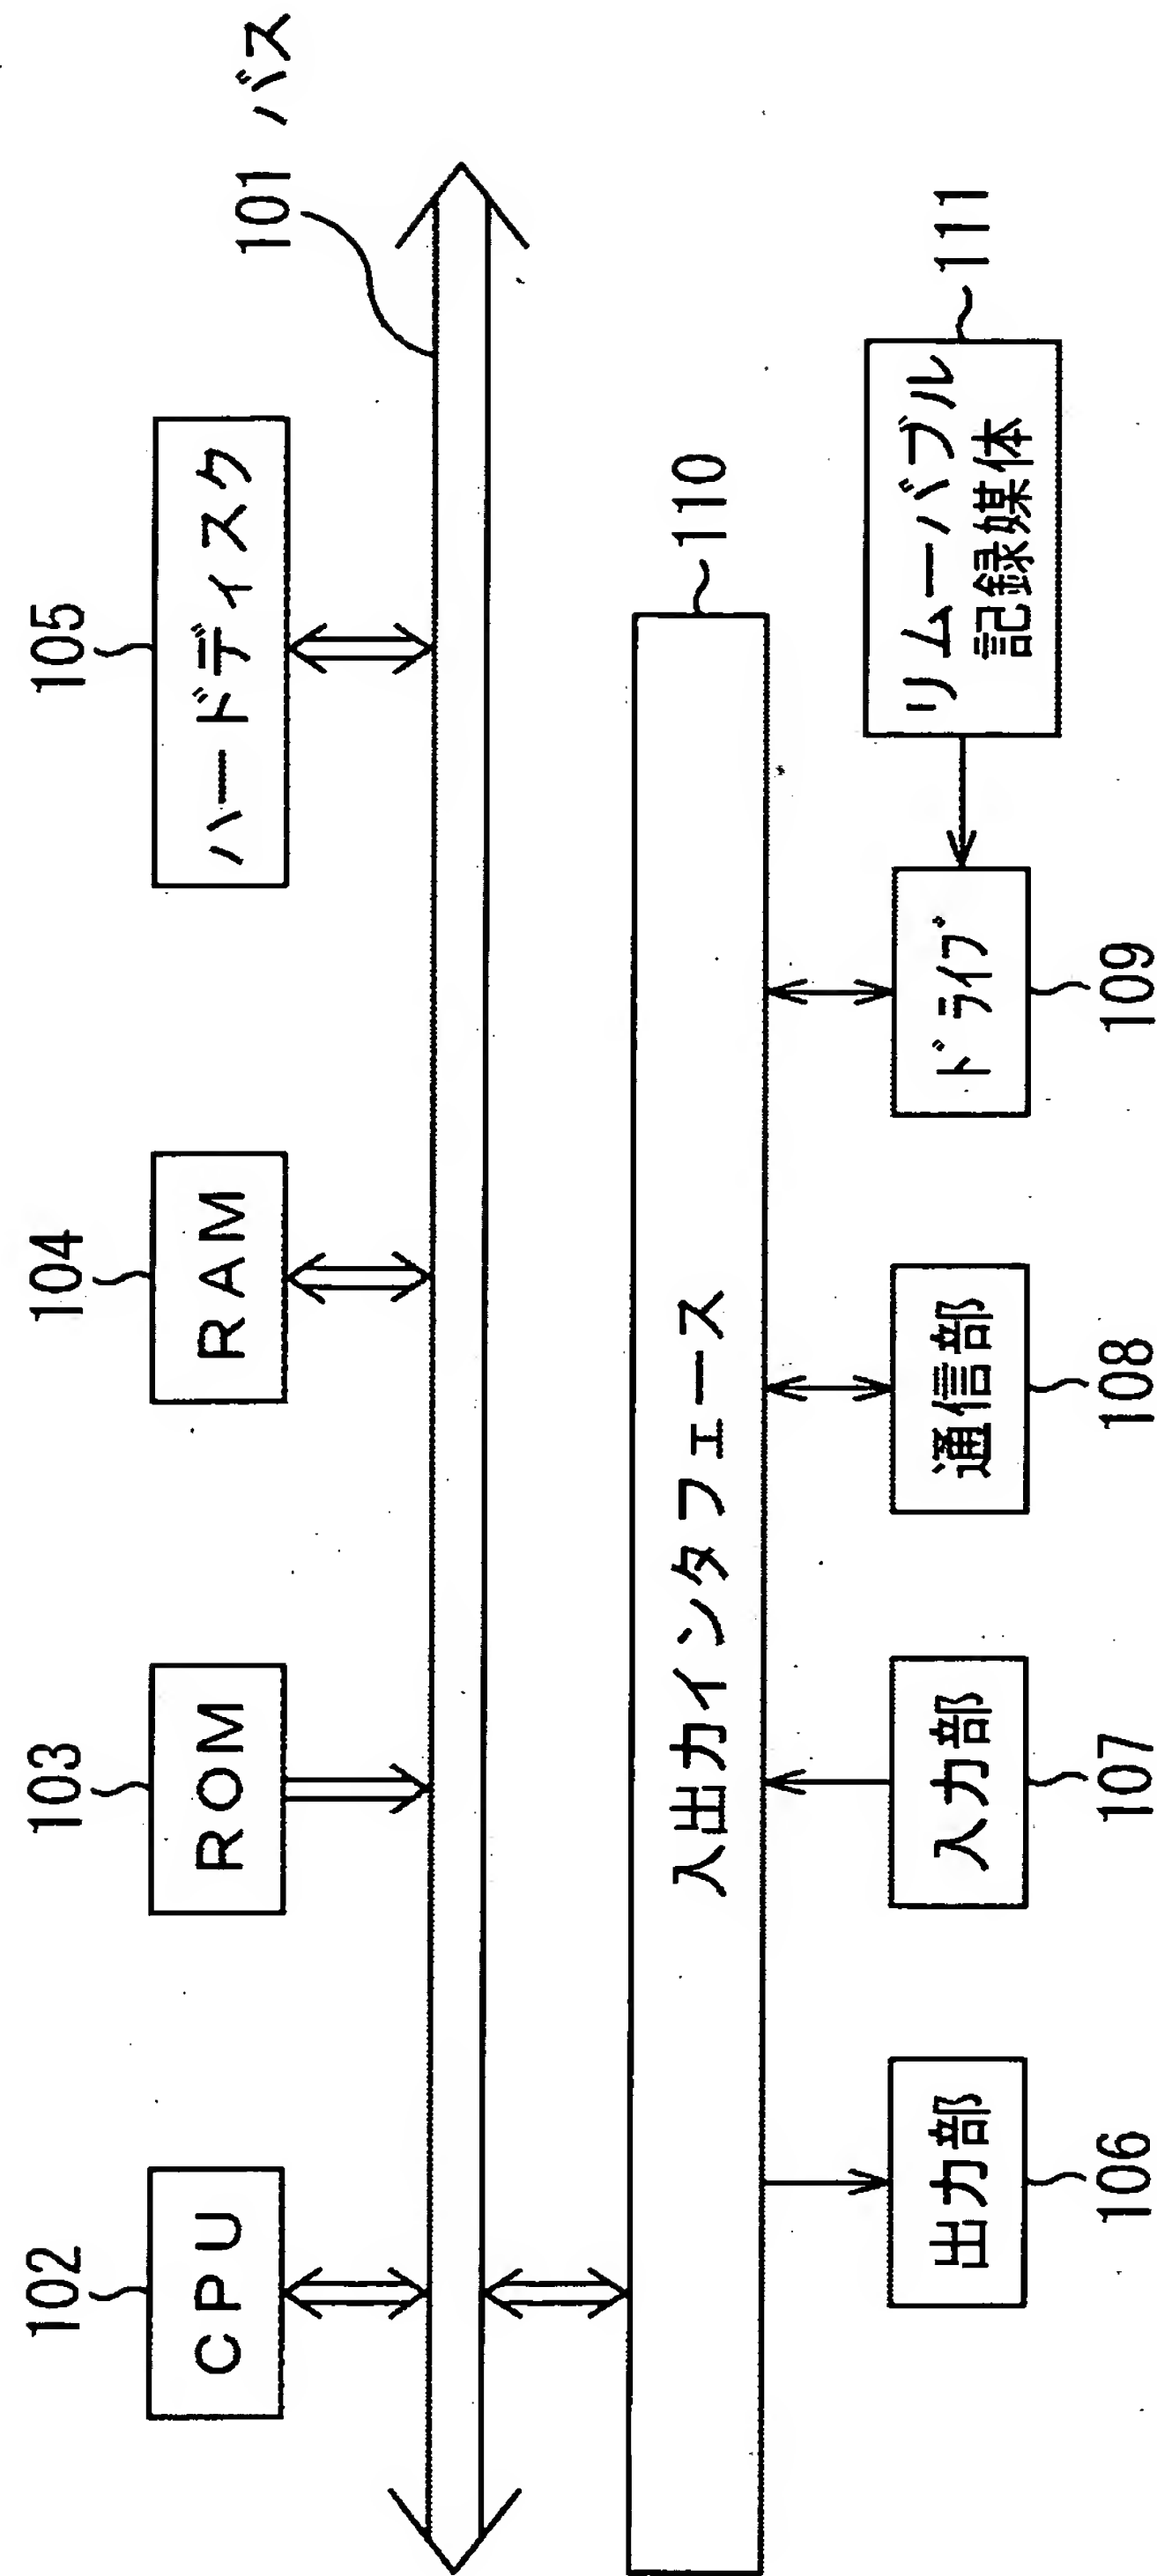 101 バス
102
103
104
105
CPU
ROM
RAM
ハードディスク
110
入出力インタフェース
出力部
入力部
通信部
ドライブ
リムーバブル
記録媒体
111
106
107
108
109